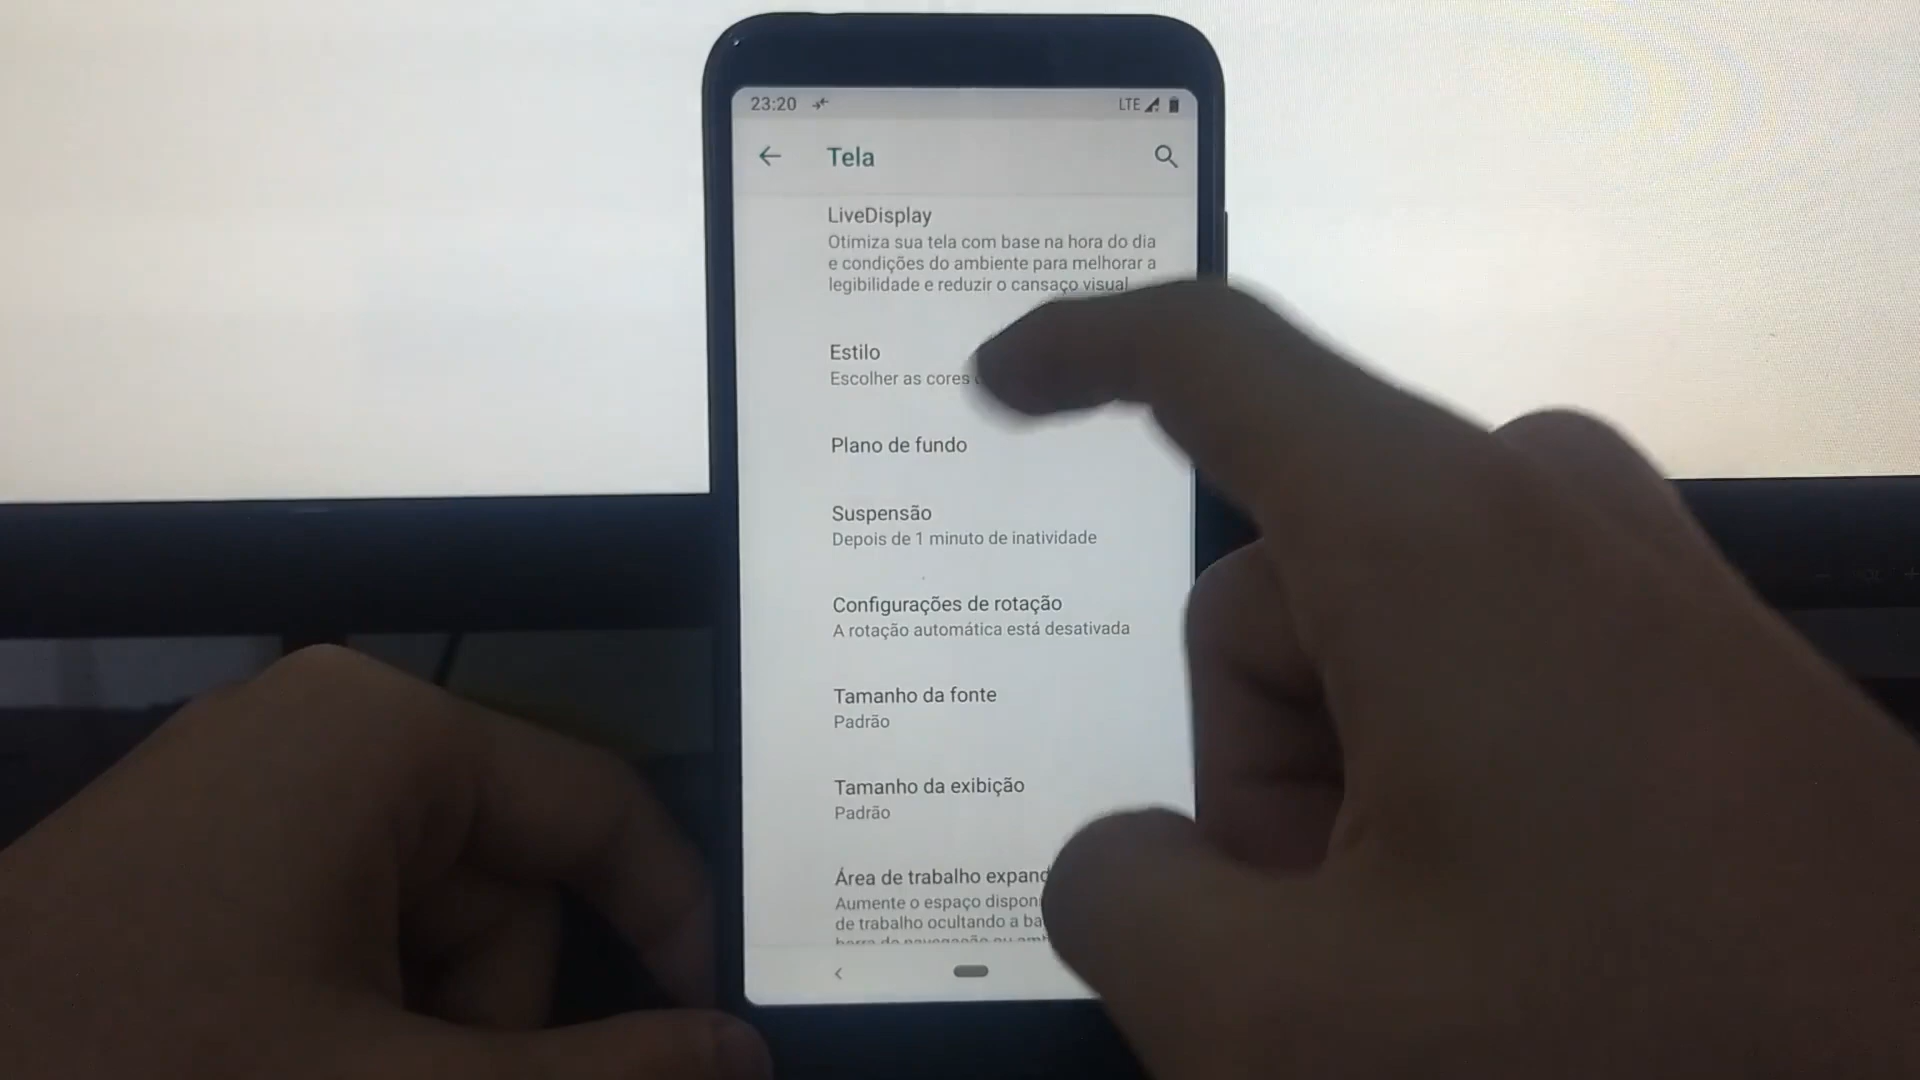 23:20 LTE
Tela
LiveDisplay
Otimiza sua tela com base na hora do dia
e condições do ambiente para melhorar a
legibilidade e reduzir o cansaço visual
Estilo
Escolher as cores
Plano de fundo
Suspensão
Depois de 1 minuto de inatividade
Configurações de rotação
A rotação automática está desativada
Tamanho da fonte
Padrão
Tamanho da exibição
Padrão
Área de trabalho expand
Aumente o espaço dispon
de trabalho ocultando a ba